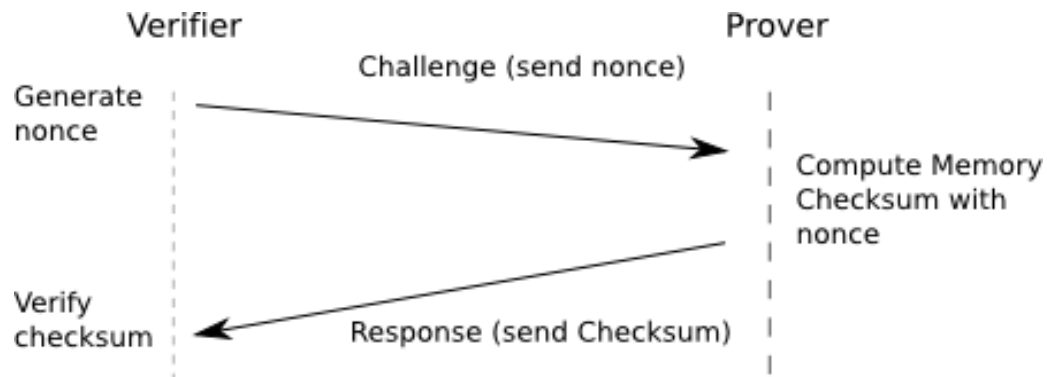 Verifier
Prover
Challenge (send nonce)
Generate
nonce
Compute Memory
Checksum with
nonce
Verify
checksum
Response (send Checksum)